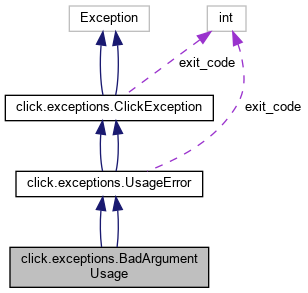 Exception
int
exit_code
click.exceptions.ClickException
exit_code
click.exceptions.UsageError
click.exceptions.BadArgument
Usage